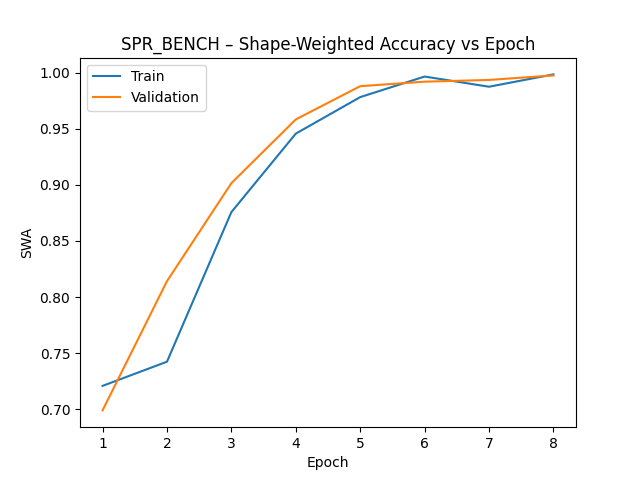 SPR_BENCH – Shape-Weighted Accuracy vs Epoch
Train
Validation
1.00
0.95
0.90
0.85
0.80
0.75
0.70
SWA
1 2 3 4 5 6 7 8
Epoch